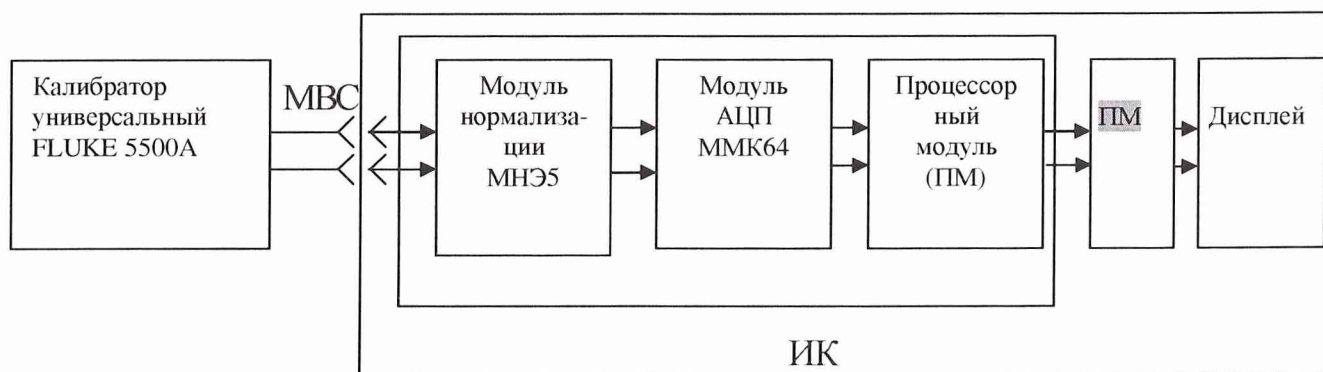 Калибратор
универсальный
FLUKE 5500A
МВС
Модуль
нормализа-
ции
МНЭ5
Модуль
АЦП
ММК64
Процессор
ный
модуль
(ПМ)
ПМ
Дисплей
ИК